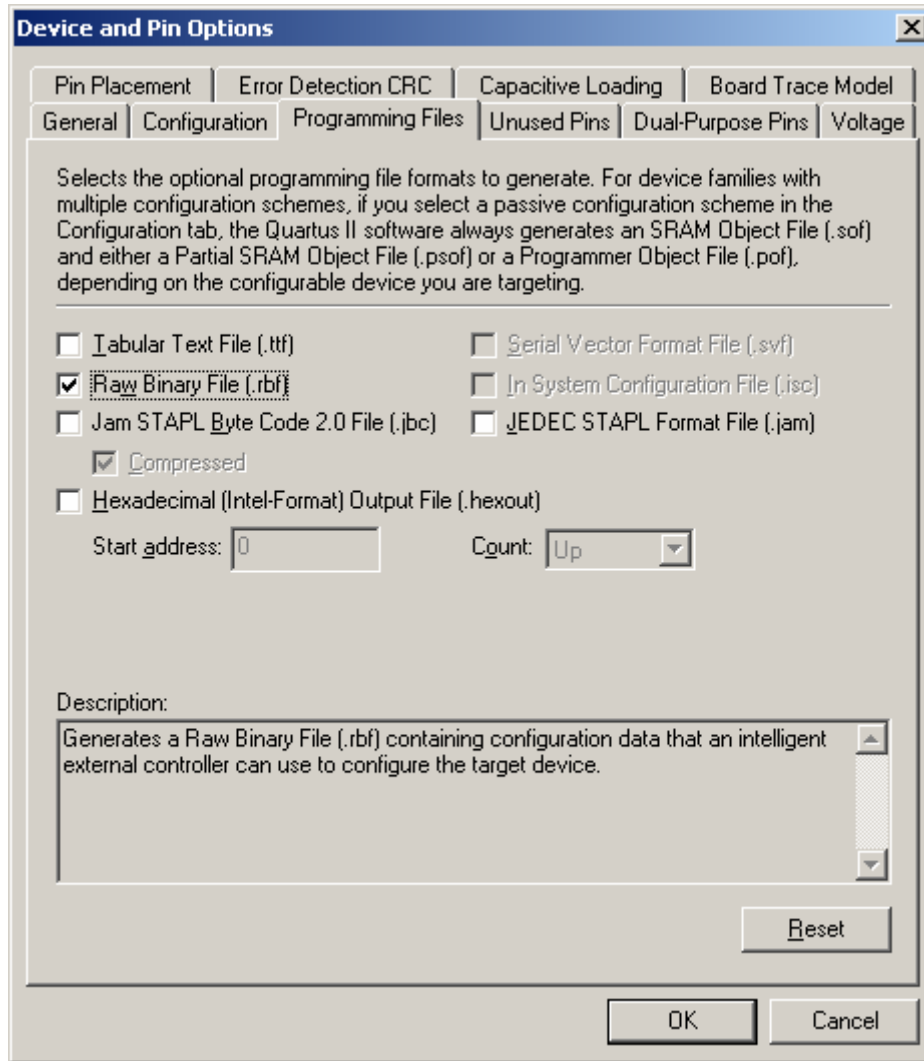 Device and Pin Options
Pin Placement Error Detection CRC Capacitive Loading Board Trace Model
General Configuration Programming Files Unused Pins Dual-Purpose Pins Voltage
Selects the optional programming file formats to generate. For device families with
multiple configuration schemes, if you select a passive configuration scheme in the
Configuration tab, the Quartus II software always generates an SRAM Object File (.sof)
and either a Partial SRAM Object File (.psof) or a Programmer Object File (.pof),
depending on the configurable device you are targeting.
Tabular Text File (.ttf) Serial Vector Format File (.svf)
Raw Binary File (.rbf) In System Configuration File (.isc)
Jam STAPL Byte Code 2.0 File (.jbc) JEDEC STAPL Format File (.jam)
Compressed
Hexadecimal (Intel-Format) Output File (.hexout)
Start address: 0 Count: Up
Description:
Generates a Raw Binary File (.rbf) containing configuration data that an intelligent
external controller can use to configure the target device.
Reset
OK Cancel